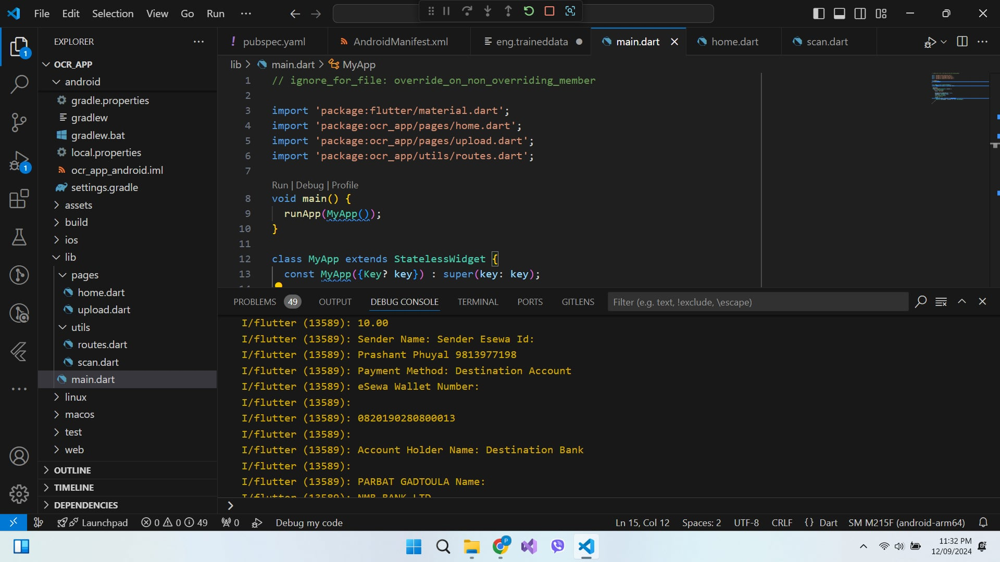 File Edit Selection View Go Run ···
EXPLORER
OCR_APP
android
gradle.properties
gradlew
gradlew.bat
local.properties
ocr_app_android.iml
settings.gradle
assets
build
ios
lib
pages
home.dart
upload.dart
utils
routes.dart
scan.dart
main.dart
linux
macos
test
web
OUTLINE
TIMELINE
DEPENDENCIES
1
1
! pubspec.yaml AndroidManifest.xml eng.traineddata main.dart home.dart scan.dart
lib > main.dart > MyApp
1 // ignore_for_file: override_on_non_overriding_member
2
3 import 'package:flutter/material.dart';
4 import 'package:ocr_app/pages/home.dart';
5 import 'package:ocr_app/pages/upload.dart';
6 import 'package:ocr_app/utils/routes.dart';
7
Run | Debug | Profile
8 void main() {
9 runApp(MyApp());
10 }
11
12 class MyApp extends StatelessWidget {
13 const MyApp({Key? key}) : super(key: key);
PROBLEMS 49 OUTPUT DEBUG CONSOLE TERMINAL PORTS GITLENS Filter (e.g. text, !exclude, \escape)
I/flutter (13589): 10.00
I/flutter (13589): Sender Name: Sender Esewa Id:
I/flutter (13589): Prashant Phuyal 9813977198
I/flutter (13589): Payment Method: Destination Account
I/flutter (13589): eSewa Wallet Number:
I/flutter (13589):
I/flutter (13589): 0820190280800013
I/flutter (13589):
I/flutter (13589): Account Holder Name: Destination Bank
I/flutter (13589):
I/flutter (13589): PARBAT GADTOULA Name:
I/flutter (13589): NMB BANK LTD
Launchpad 0 0 49 0 Debug my code Ln 15, Col 12 Spaces: 2 UTF-8 CRLF {} Dart SM M215F (android-arm64)
P
11:32 PM
12/09/2024